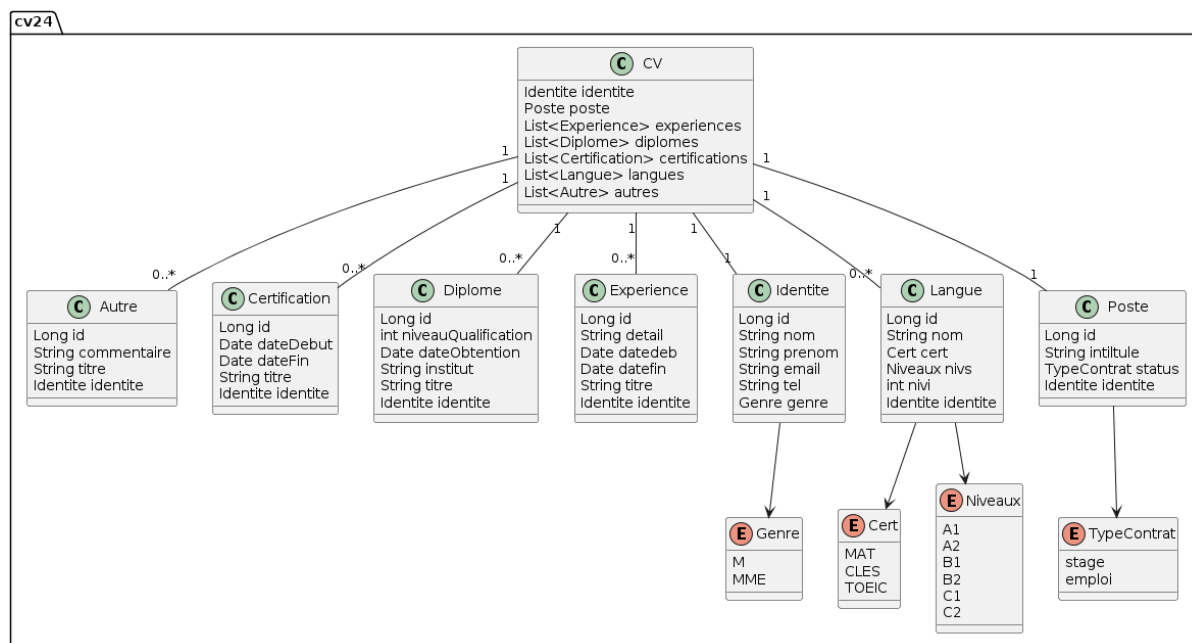 cv24
C CV
Identite identite
Poste poste
List<Experience> experiences
List<Diplome> diplomes
List<Certification> certifications
List<Langue> langues
List<Autre> autres
1
1
1
1
1
1
1
0..*
0..*
0..*
0..*
1
0..*
1
C Autre
Long id
String commentaire
String titre
Identite identite
C Certification
Long id
Date dateDebut
Date dateFin
String titre
Identite identite
C Diplome
Long id
int niveauQualification
Date dateObtention
String institut
String titre
Identite identite
C Experience
Long id
String detail
Date datedeb
Date datefin
String titre
Identite identite
C Identite
Long id
String nom
String prenom
String email
String tel
Genre genre
C Langue
Long id
String nom
Cert cert
Niveaux nivs
int nivi
Identite identite
C Poste
Long id
String intiltule
TypeContrat status
Identite identite
E Genre
M
MME
E Cert
MAT
CLES
TOEIC
E Niveaux
A1
A2
B1
B2
C1
C2
E TypeContrat
stage
emploi